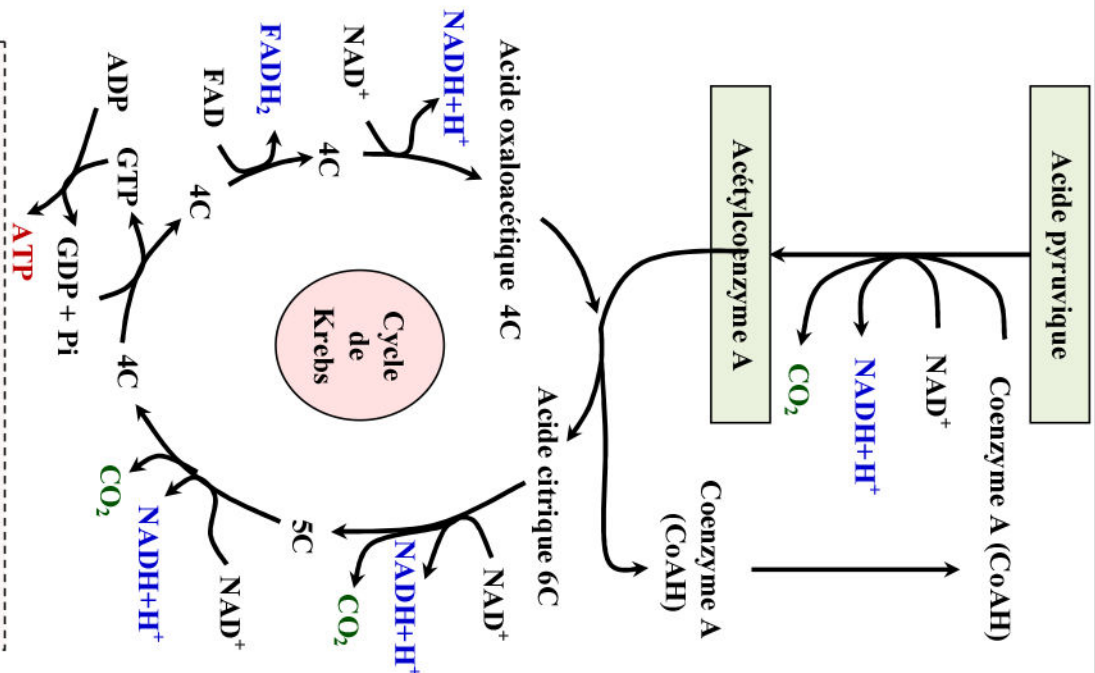 Acide pyruvique
Coenzyme A (CoAH)
NAD⁺
NADH+H⁺
CO₂
Acétylcoenzyme A
Coenzyme A
(CoAH)
Acide oxaloacétique 4C
Acide citrique 6C
NADH+H⁺
NAD⁺
NAD⁺
NADH+H⁺
CO₂
4C
Cycle
de
Krebs
5C
FADH₂
FAD
NAD⁺
NADH+H⁺
CO₂
4C
4C
ADP
GTP
GDP + Pi
ATP